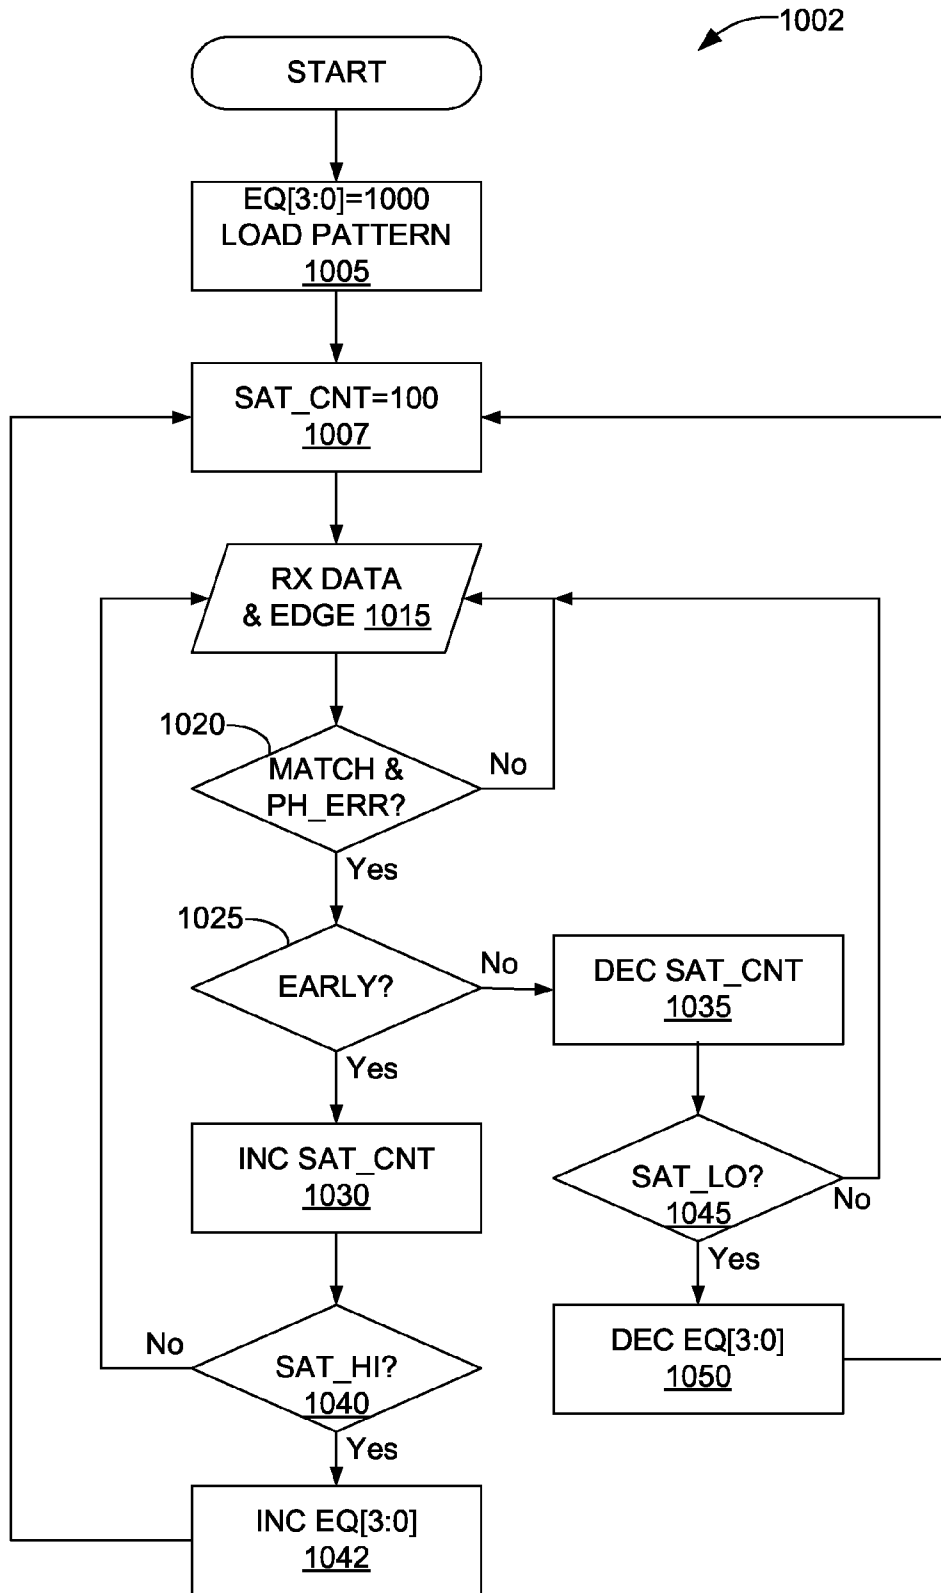 1002
START
EQ[3:0]=1000
LOAD PATTERN
1005
SAT_CNT=100
1007
RX DATA
& EDGE 1015
1020
MATCH &
PH_ERR?
No
Yes
1025
EARLY?
No
DEC SAT_CNT
1035
Yes
INC SAT_CNT
1030
SAT_LO?
1045
No
Yes
DEC EQ[3:0]
1050
No
SAT_HI?
1040
Yes
INC EQ[3:0]
1042